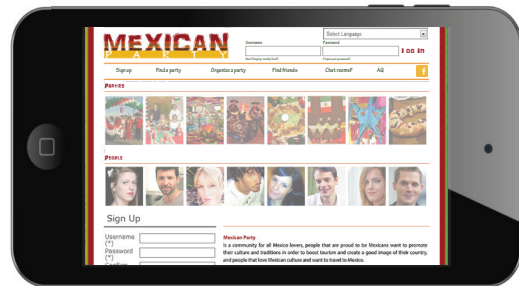 Select Language
MEXICAN
PARTY
Username
Password
Log in
Sign up
Find a party
Organize a party
Find friends
Chat rooms!!
Parties
People
Sign Up
Username
(*)
Password
(*)
Mexican Party
Is a community for all Mexico lovers, people that are proud to be Mexicans want to promote
their culture and traditions in order to boost tourism and create a good image of their country,
and people that love Mexican culture and want to travel to Mexico.